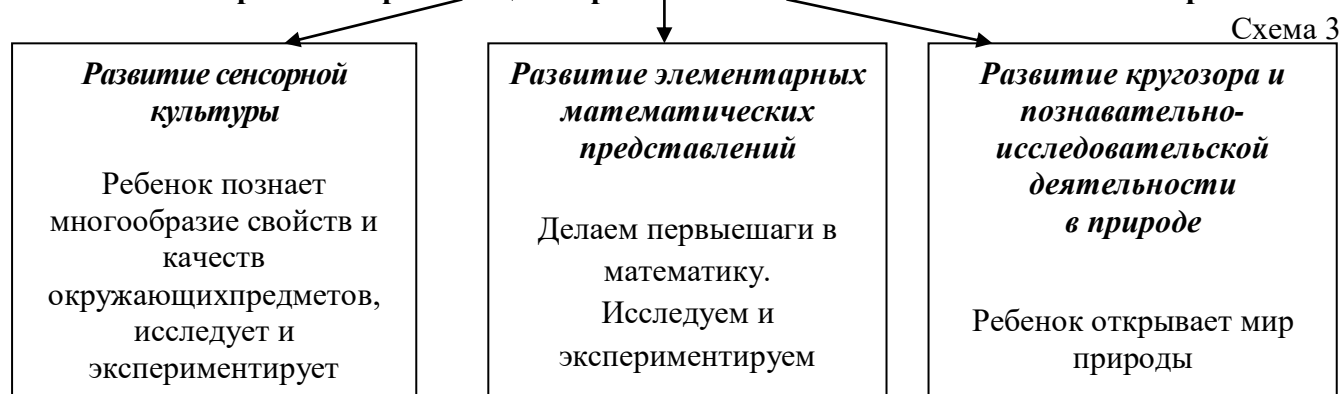 Схема 3
Развитие сенсорной
культуры
Ребенок познает
многообразие свойств и
качеств
окружающихпредметов,
исследует и
экспериментирует
Развитие элементарных
математических
представлений
Делаем первыешаги в
математику.
Исследуем и
экспериментируем
Развитие кругозора и
познавательно-
исследовательской
деятельности
в природе
Ребенок открывает мир
природы